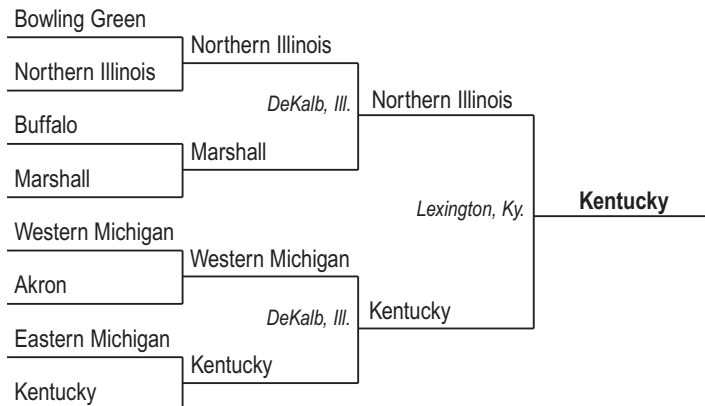 Bowling Green
Northern Illinois
Northern Illinois
DeKalb, Ill.
Northern Illinois
Buffalo
Marshall
Marshall
Lexington, Ky.
Kentucky
Western Michigan
Western Michigan
Akron
DeKalb, Ill.
Kentucky
Eastern Michigan
Kentucky
Kentucky